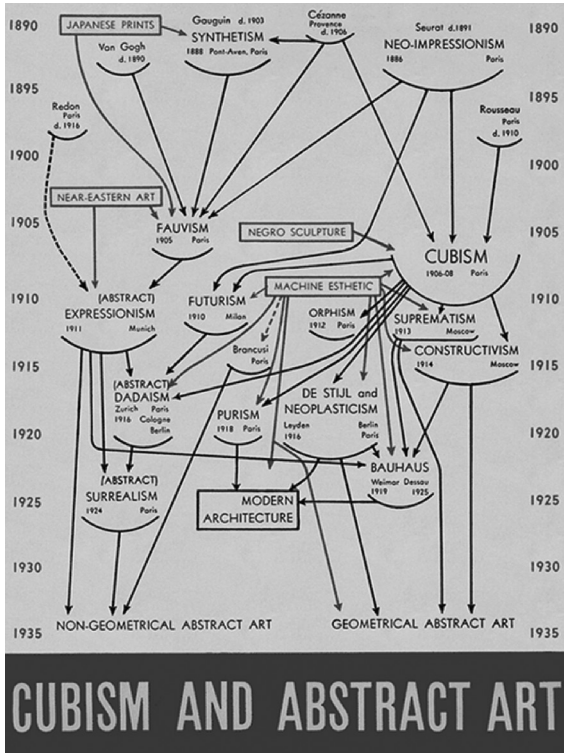 1890
JAPANESE PRINTS
Gauguin d. 1903
SYNTHETISM
1888 Pont-Aven, Paris
Cézanne
Provence
d. 1906
Seurat d.1891
NEO-IMPRESSIONISM
1886 Paris
1890
Van Gogh
d. 1890
1895
1895
Redon
Paris
d. 1916
Rousseau
Paris
d. 1910
1900
1900
NEAR-EASTERN ART
1905
FAUVISM
1905 Paris
NEGRO SCULPTURE
CUBISM
1906-08 Paris
1905
MACHINE ESTHETIC
1910
(ABSTRACT)
EXPRESSIONISM
1911 Munich
FUTURISM
1910 Milan
ORPHISM
1912 Paris
SUPREMATISM
1913 Moscow
1910
Brancusi
Paris
CONSTRUCTIVISM
1914 Moscow
1915
1915
(ABSTRACT)
DADAISM
Zurich Paris
1916 Cologne
Berlin
PURISM
1918 Paris
DE STIJL and
NEOPLASTICISM
Leyden Berlin
1916 Paris
1920
1920
BAUHAUS
Weimar Dessau
1919 1925
(ABSTRACT)
SURREALISM
1924 Paris
MODERN
ARCHITECTURE
1925
1925
1930
1930
NON-GEOMETRICAL ABSTRACT ART
GEOMETRICAL ABSTRACT ART
1935
1935
CUBISM AND ABSTRACT ART